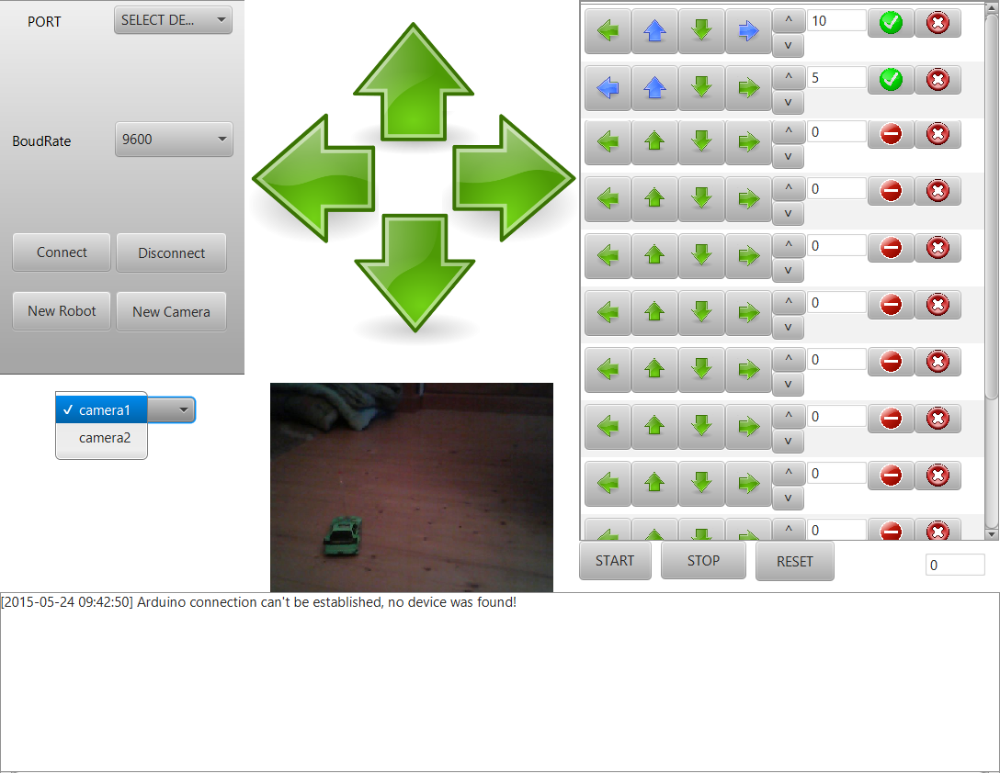 PORT
SELECT DE...
BoudRate
9600
Connect
Disconnect
New Robot
New Camera
✓ camera1
camera2
^
10
v
^
5
v
^
0
v
^
0
v
^
0
v
^
0
v
^
0
v
^
0
v
^
0
v
^
0
START
STOP
RESET
0
[2015-05-24 09:42:50] Arduino connection can't be established, no device was found!